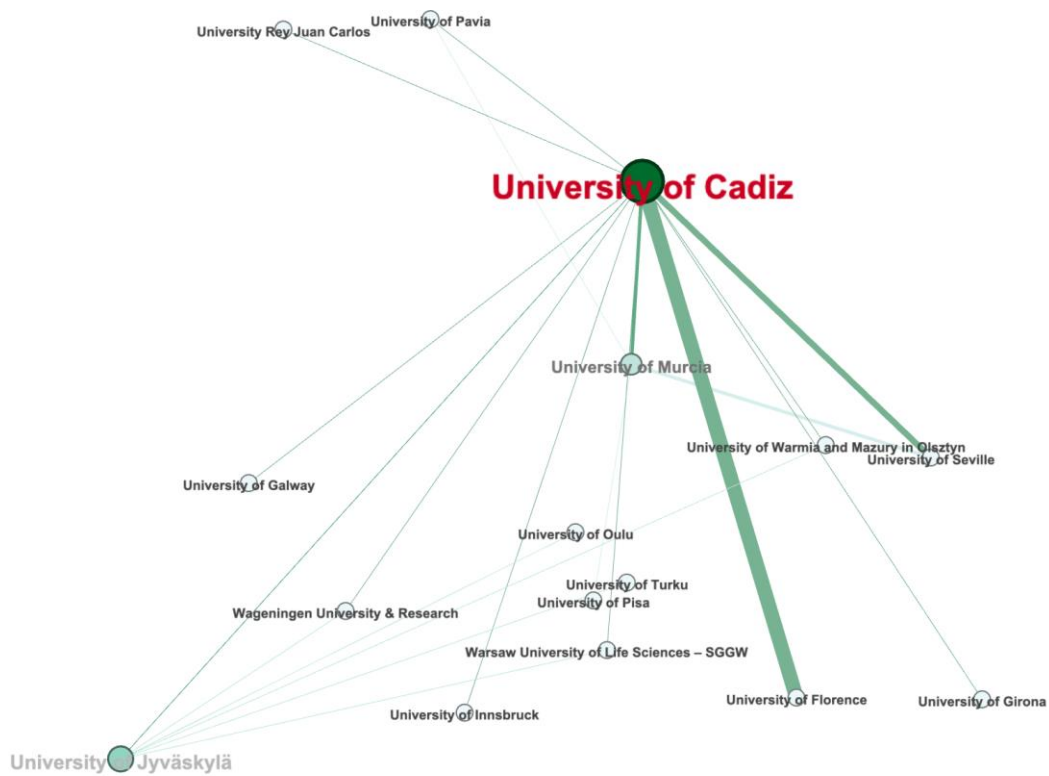 University of Pavia
University Rey Juan Carlos
University of Cadiz
University of Murcia
University of Warmia and Mazury in Olsztyn
University of Seville
University of Galway
University of Oulu
University of Turku
University of Pisa
Wageningen University & Research
Warsaw University of Life Sciences – SGGW
University of Florence
University of Girona
University of Innsbruck
University of Jyväskylä